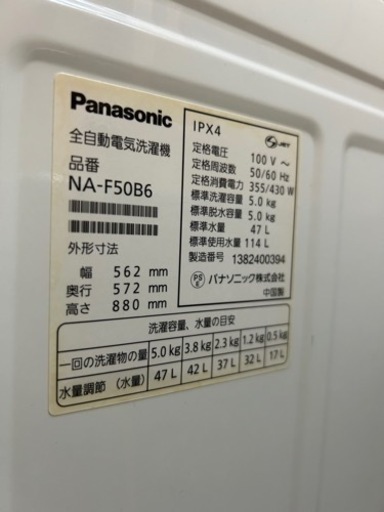 Panasonic
全自動電気洗濯機
品番
NA-F50B6
外形寸法
幅 562 mm
奥行 572 mm
高さ 880 mm
IPX4
JET
定格電圧 100 V ～
定格周波数 50/60 Hz
定格消費電力 355/430 W
標準洗濯容量 5.0 kg
標準脱水容量 5.0 kg
標準水量 47 L
標準使用水量 114 L
製造番号 1382400394
PS E パナソニック株式会社
中国製
洗濯容量、水量の目安
一回の洗濯物の量 5.0 kg 3.8 kg 2.3 kg 1.2 kg 0.5 kg
水量調節 (水量) 47 L 42 L 37 L 32 L 17 L